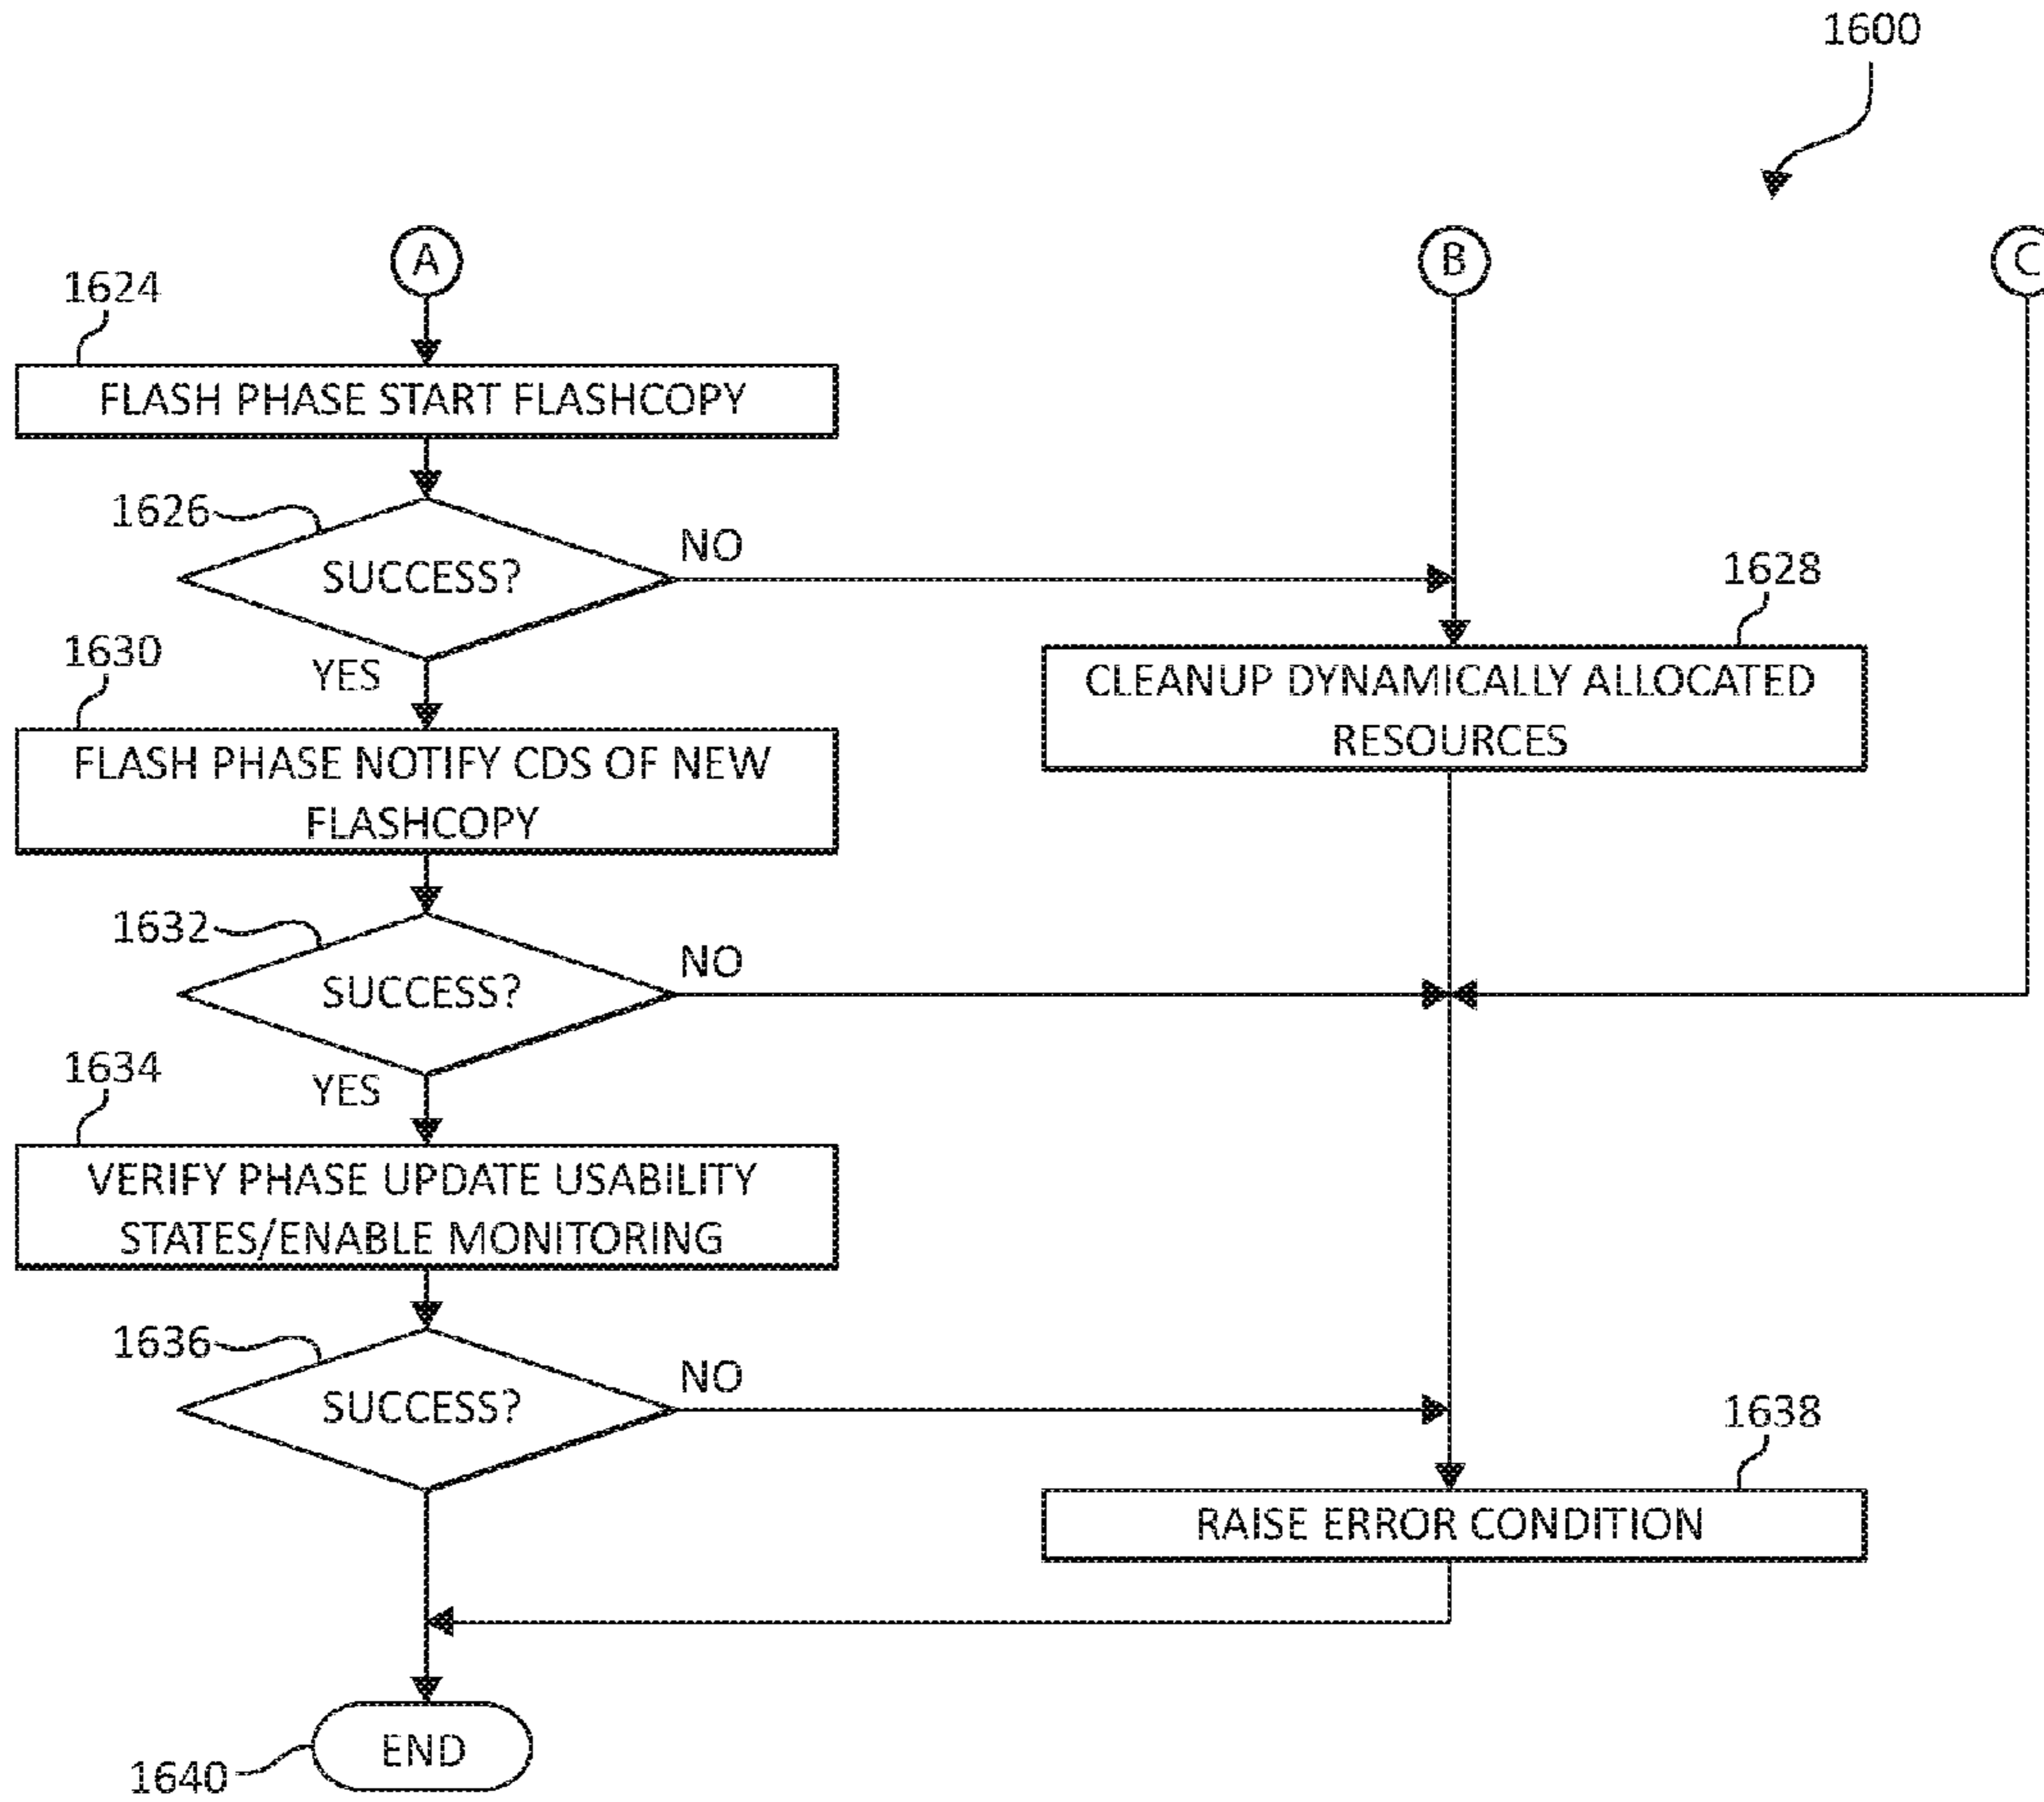 1600
A
B
C
1624
FLASH PHASE START FLASHCOPY
1626
SUCCESS?
NO
1628
YES
1630
CLEANUP DYNAMICALLY ALLOCATED
RESOURCES
FLASH PHASE NOTIFY CDS OF NEW
FLASHCOPY
1632
SUCCESS?
NO
YES
1634
VERIFY PHASE UPDATE USABILITY
STATES/ENABLE MONITORING
1636
SUCCESS?
NO
1638
RAISE ERROR CONDITION
END
1640